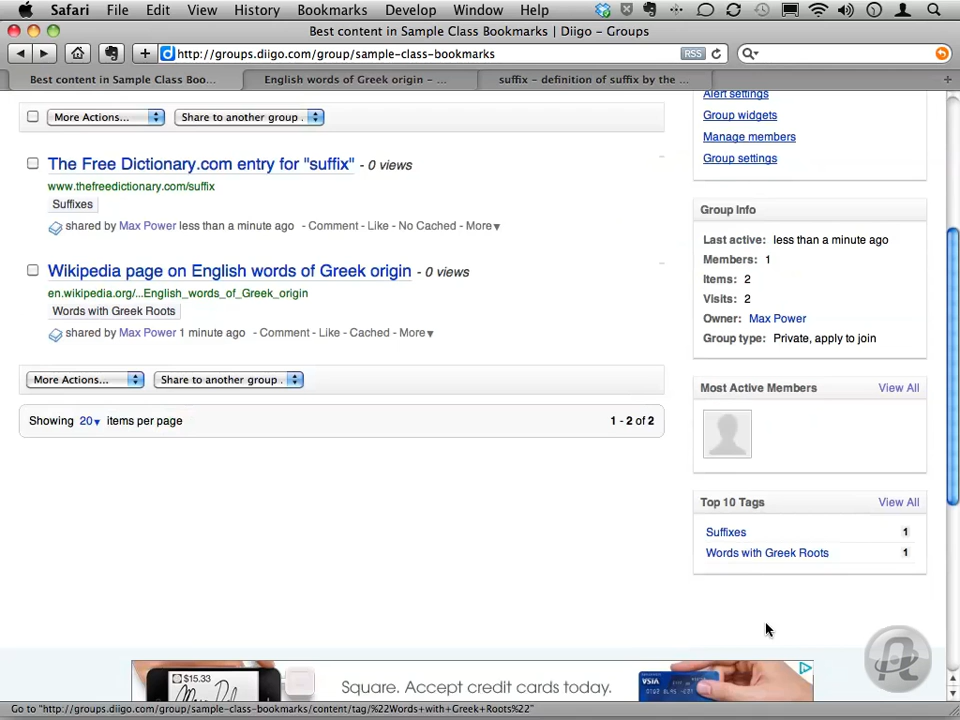 Safari File Edit View History Bookmarks Develop Window Help
Best content in Sample Class Bookmarks | Diigo - Groups
http://groups.diigo.com/group/sample-class-bookmarks RSS
Best content in Sample Class Boo... English words of Greek origin - ... suffix - definition of suffix by the ...
More Actions... Share to another group .
The Free Dictionary.com entry for "suffix" - 0 views
www.thefreedictionary.com/suffix
Suffixes
shared by Max Power less than a minute ago - Comment - Like - No Cached - More▼
Wikipedia page on English words of Greek origin - 0 views
en.wikipedia.org/...English_words_of_Greek_origin
Words with Greek Roots
shared by Max Power 1 minute ago - Comment - Like - Cached - More▼
More Actions... Share to another group .
Showing 20▼ items per page 1 - 2 of 2
Alert settings
Group widgets
Manage members
Group settings
Group Info
Last active: less than a minute ago
Members: 1
Items: 2
Visits: 2
Owner: Max Power
Group type: Private, apply to join
Most Active Members View All
Top 10 Tags View All
Suffixes 1
Words with Greek Roots 1
$15.33
Square. Accept credit cards today.
VISA
Go to "http://groups.diigo.com/group/sample-class-bookmarks/content/tag/%22Words+with+Greek+Roots%22"